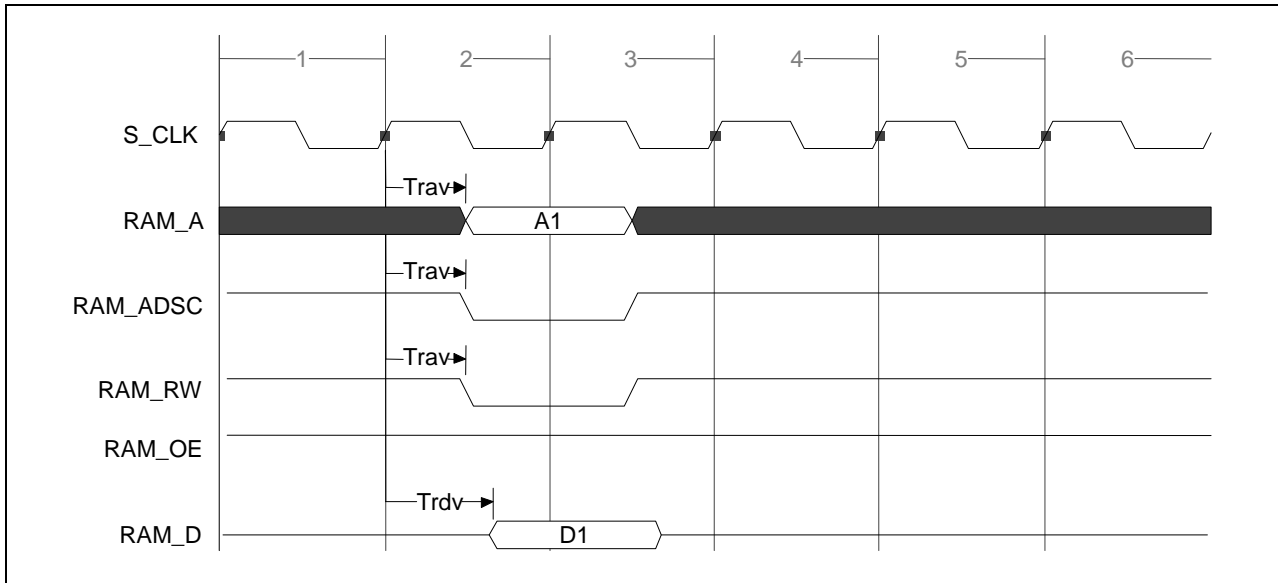 1 2 3 4 5 6
S_CLK
Trav
RAM_A A1
Trav
RAM_ADSC
Trav
RAM_RW
RAM_OE
Trdv
RAM_D D1